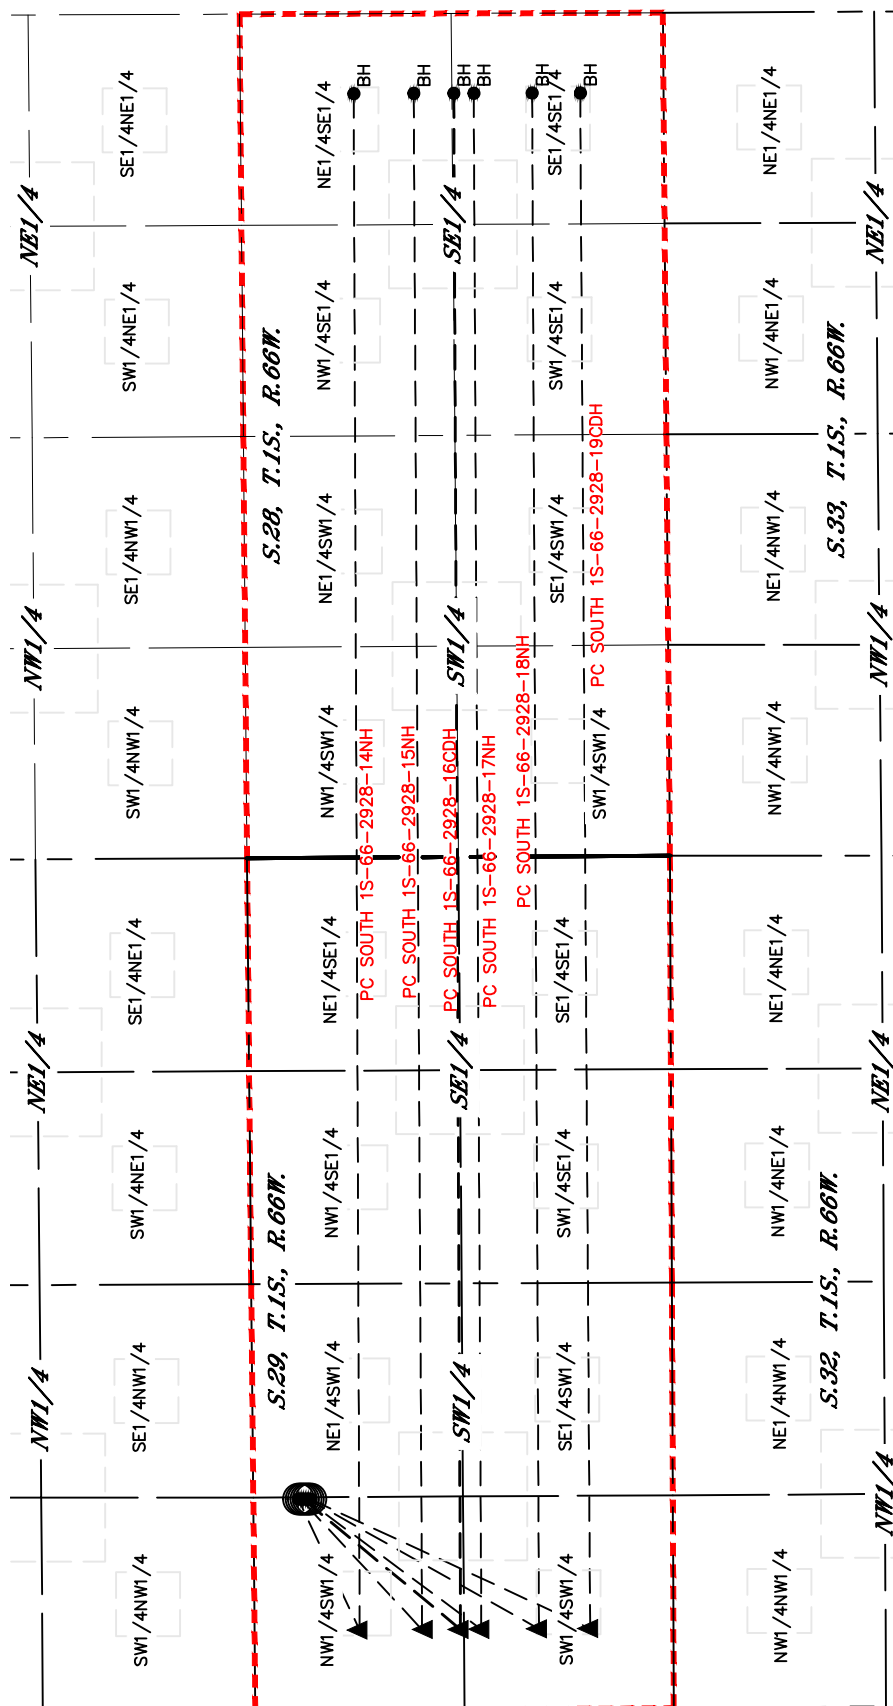 BH
BH
BH
BH
BH
BH
SE1/4NE1/4
NE1/4SE1/4
SE1/4SE1/4
NE1/4NE1/4
NE1/4
SE1/4
NE1/4
SW1/4NE1/4
NW1/4SE1/4
SW1/4SE1/4
NW1/4NE1/4
S.28, T.1S., R.66W.
S.33, T.1S., R.66W.
PC SOUTH 1S-66-2928-19CDH
SE1/4NW1/4
NE1/4SW1/4
SE1/4SW1/4
NE1/4NW1/4
NW1/4
SW1/4
NW1/4
SW1/4NW1/4
NW1/4SW1/4
SW1/4SW1/4
NW1/4NW1/4
PC SOUTH 1S-66-2928-14NH
PC SOUTH 1S-66-2928-15NH
PC SOUTH 1S-66-2928-16CDH
PC SOUTH 1S-66-2928-17NH
PC SOUTH 1S-66-2928-18NH
SE1/4NE1/4
NE1/4SE1/4
SE1/4SE1/4
NE1/4NE1/4
NE1/4
SE1/4
NE1/4
SW1/4NE1/4
NW1/4SE1/4
SW1/4SE1/4
NW1/4NE1/4
S.29, T.1S., R.66W.
S.32, T.1S., R.66W.
SE1/4NW1/4
NE1/4SW1/4
SE1/4SW1/4
NE1/4NW1/4
NW1/4
SW1/4
NW1/4
SW1/4NW1/4
NW1/4SW1/4
SW1/4SW1/4
NW1/4NW1/4